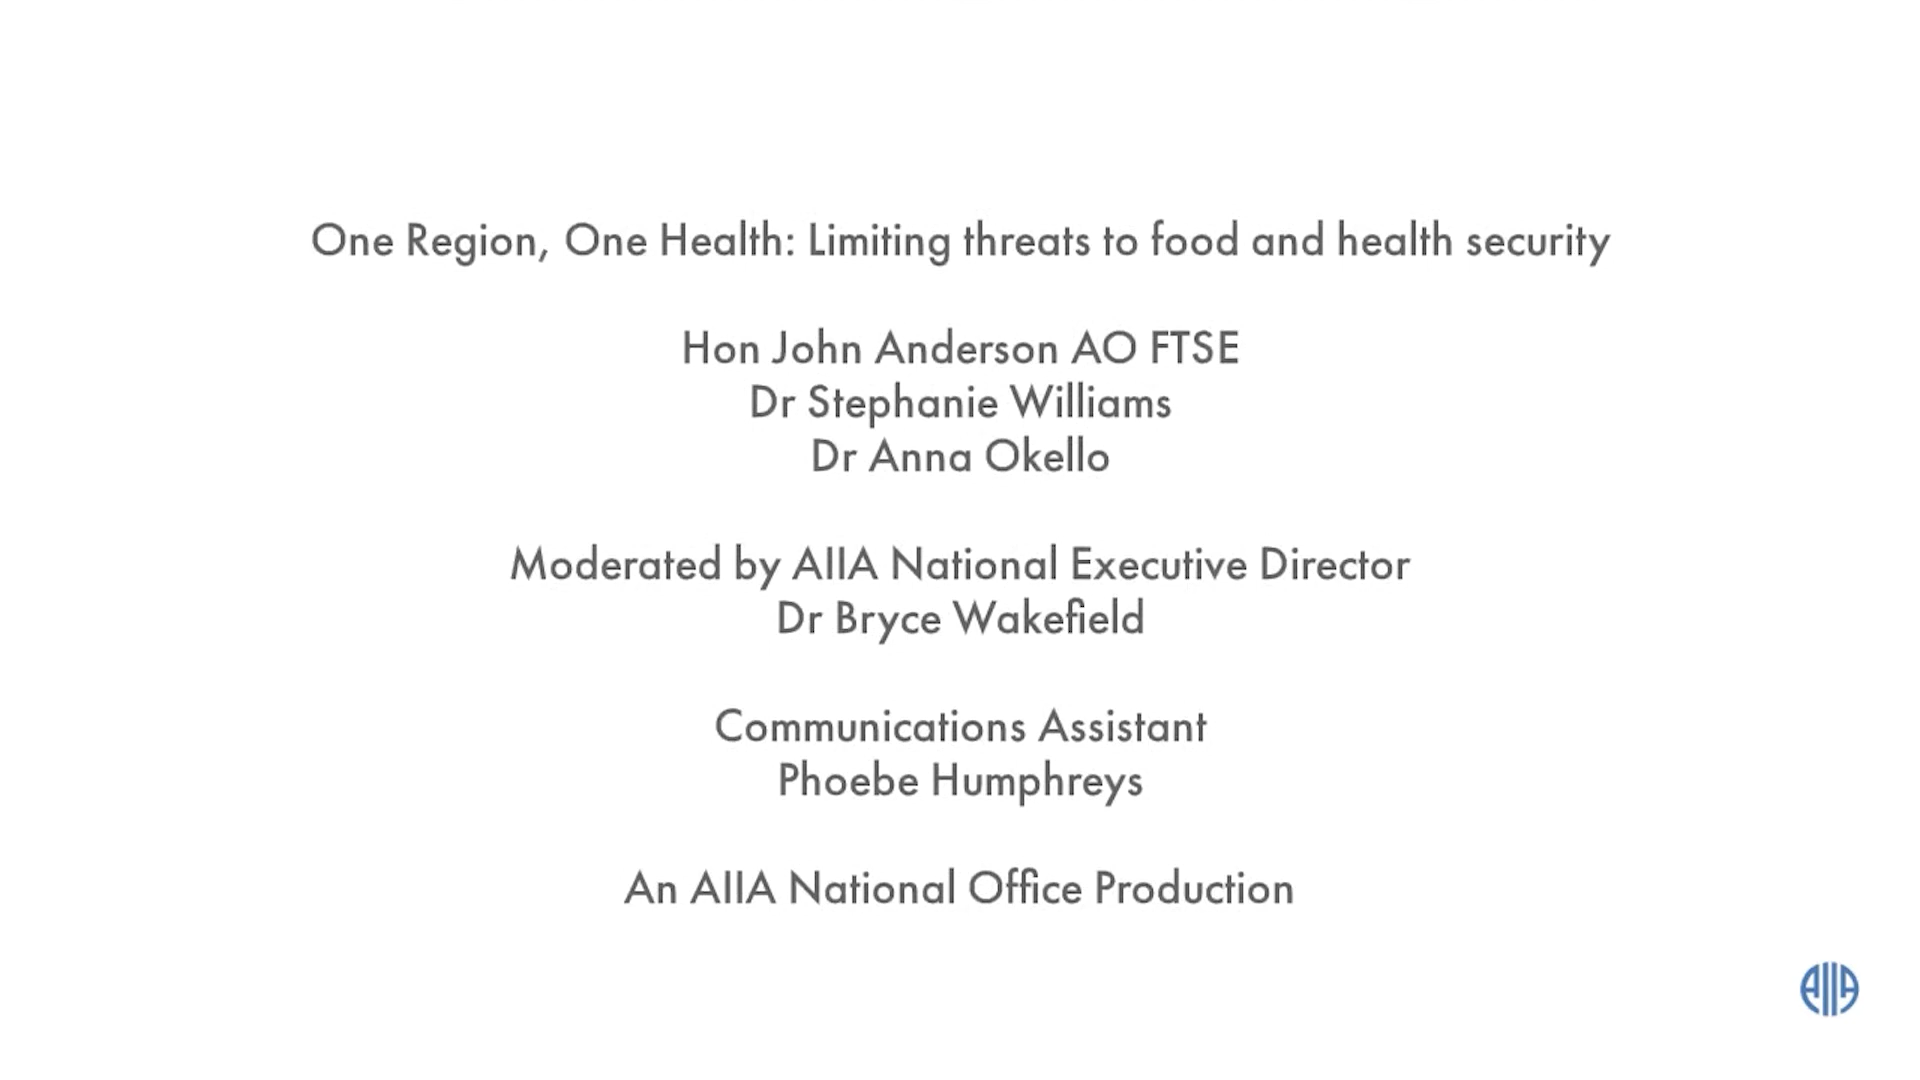 One Region, One Health: Limiting threats to food and health security
Hon John Anderson AO FTSE
Dr Stephanie Williams
Dr Anna Okello
Moderated by AIIA National Executive Director
Dr Bryce Wakefield
Communications Assistant
Phoebe Humphreys
An AIIA National Office Production
AIIA